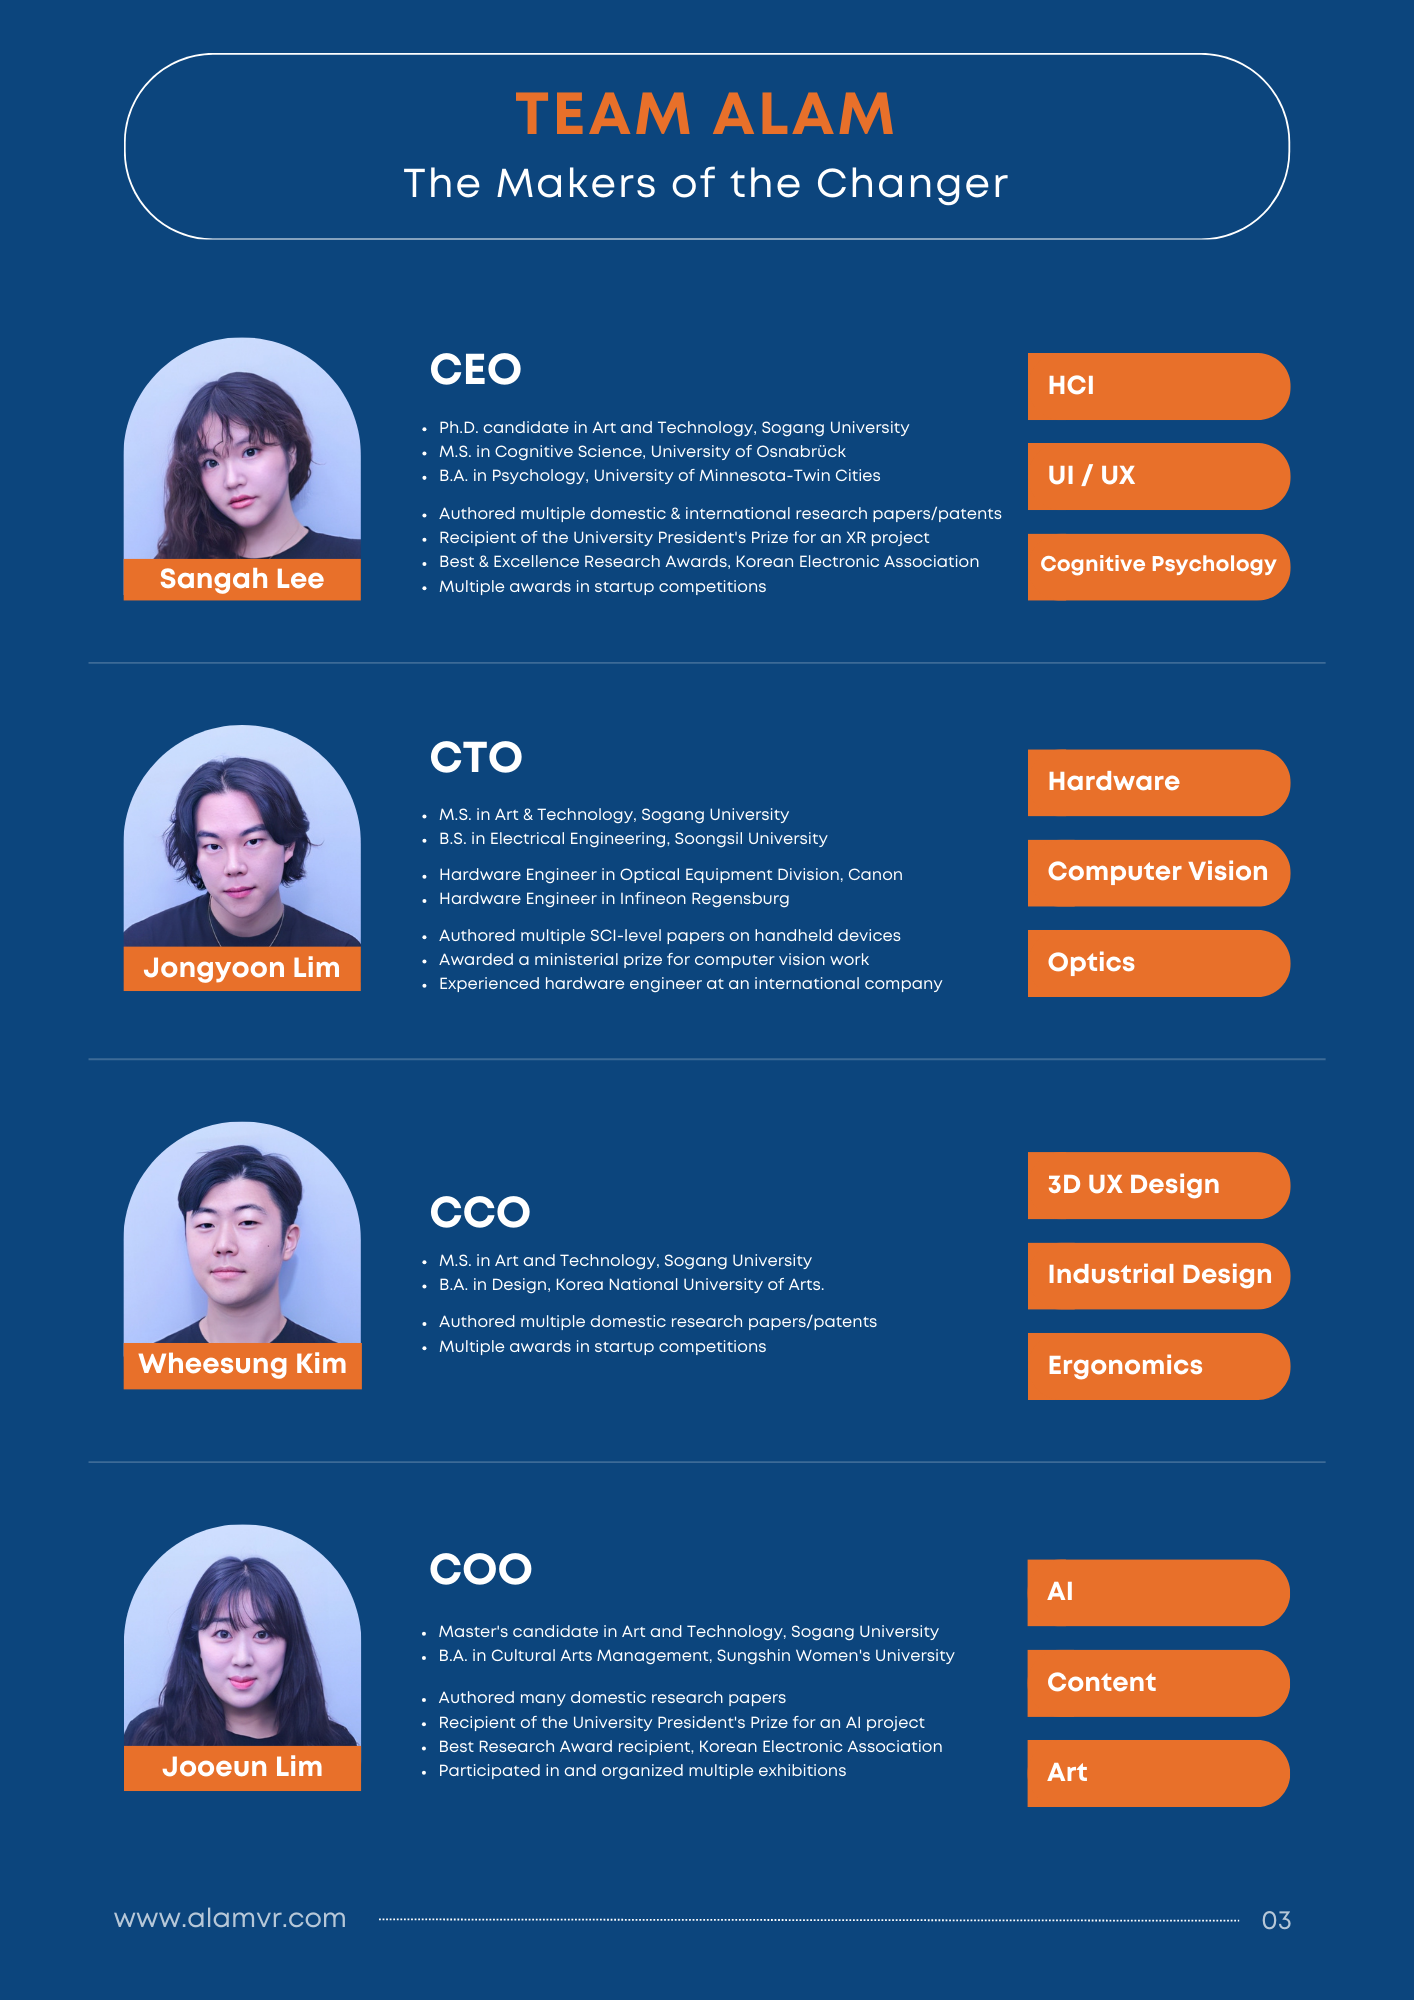 TEAM ALAM
The Makers of the Changer
Sangah Lee
CEO
• Ph.D. candidate in Art and Technology, Sogang University
• M.S. in Cognitive Science, University of Osnabrück
• B.A. in Psychology, University of Minnesota-Twin Cities
• Authored multiple domestic & international research papers/patents
• Recipient of the University President's Prize for an XR project
• Best & Excellence Research Awards, Korean Electronic Association
• Multiple awards in startup competitions
HCI
UI / UX
Cognitive Psychology
Jongyoon Lim
CTO
• M.S. in Art & Technology, Sogang University
• B.S. in Electrical Engineering, Soongsil University
• Hardware Engineer in Optical Equipment Division, Canon
• Hardware Engineer in Infineon Regensburg
• Authored multiple SCI-level papers on handheld devices
• Awarded a ministerial prize for computer vision work
• Experienced hardware engineer at an international company
Hardware
Computer Vision
Optics
Wheesung Kim
CCO
• M.S. in Art and Technology, Sogang University
• B.A. in Design, Korea National University of Arts.
• Authored multiple domestic research papers/patents
• Multiple awards in startup competitions
3D UX Design
Industrial Design
Ergonomics
Jooeun Lim
COO
• Master's candidate in Art and Technology, Sogang University
• B.A. in Cultural Arts Management, Sungshin Women's University
• Authored many domestic research papers
• Recipient of the University President's Prize for an AI project
• Best Research Award recipient, Korean Electronic Association
• Participated in and organized multiple exhibitions
AI
Content
Art
www.alamvr.com
03